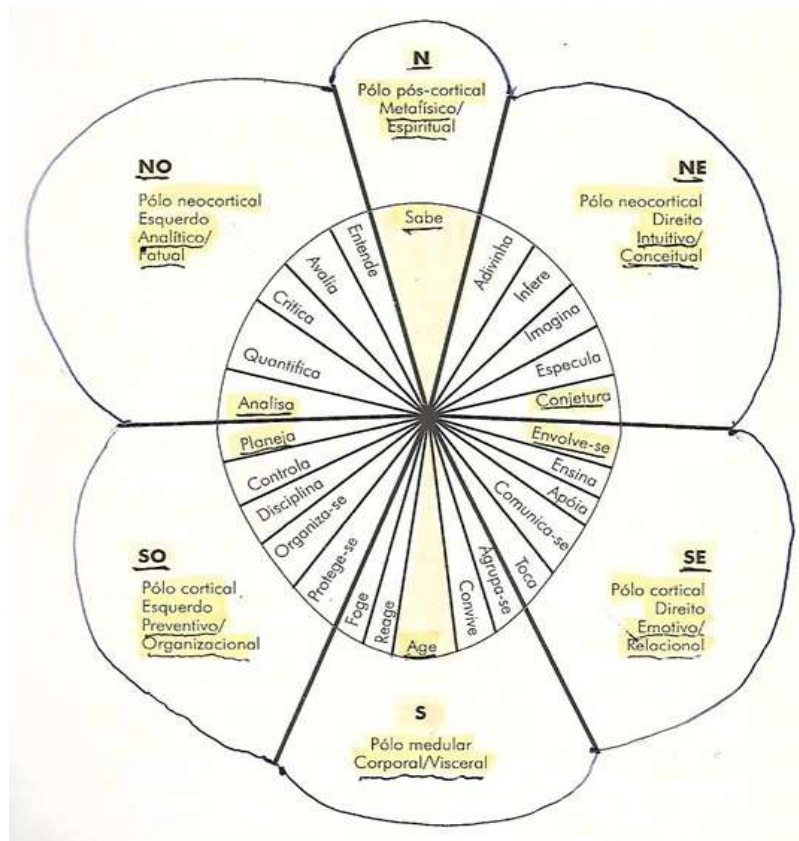 N
Pólo pós-cortical
Metafísico/
Espiritual
NO
Pólo neocortical
Esquerdo
Analítico/
Fatual
NE
Pólo neocortical
Direito
Intuitivo/
Conceitual
Sabe
Adivinha
Infere
Imagina
Especula
Conjetura
Envolve-se
Ensina
Apóia
Comunica-se
Toca
Agrupa-se
Convive
Age
Reage
Foge
Protege-se
Organiza-se
Disciplina
Controla
Planeja
Analisa
Quantifica
Critica
Avalia
Entende
SO
Pólo cortical
Esquerdo
Preventivo/
Organizacional
SE
Pólo cortical
Direito
Emotivo/
Relacional
S
Pólo medular
Corporal/Visceral